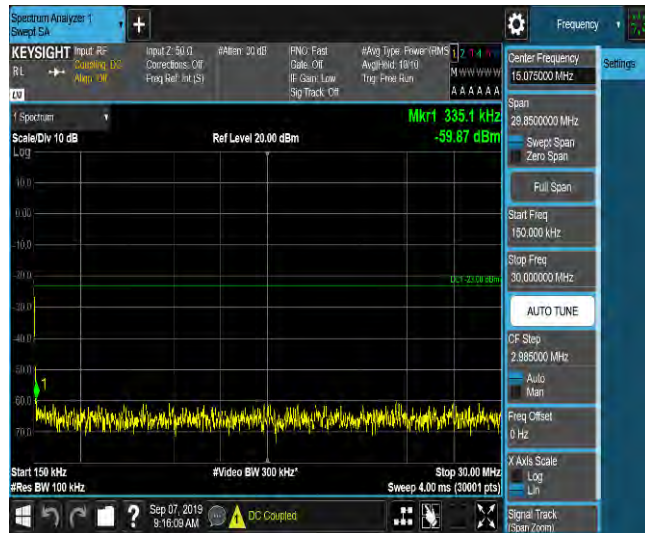 Spectrum Analyzer 1
Swept SA
+
Frequency
KEYSIGHT
RL
Input: RF
Coupling: DC
Align: Off
Input Z: 50 Ω
Corrections: Off
Freq Ref: Int (S)
#Atten: 30 dB
PNO: Fast
Gate: Off
IF Gain: Low
Sig Track: Off
#Avg Type: Power (RMS
Avg|Hold: 10/10
Trig: Free Run
M W W W W W
A A A A A A
Settings
Center Frequency
15.075000 MHz
Span
29.8500000 MHz
Swept Span
Zero Span
Full Span
Start Freq
150.000 kHz
Stop Freq
30.000000 MHz
AUTO TUNE
CF Step
2.985000 MHz
Auto
Man
Freq Offset
0 Hz
X Axis Scale
Log
Lin
Signal Track
(Span Zoom)
1 Spectrum
Scale/Div 10 dB
Log
Ref Level 20.00 dBm
Mkr1 335.1 kHz
-59.87 dBm
10.0
0.00
-10.0
-20.0
DL1 -23.00 dBm
-30.0
-40.0
-50.0
1
-60.0
-70.0
Start 150 kHz
#Video BW 300 kHz*
Stop 30.00 MHz
#Res BW 100 kHz
Sweep 4.00 ms (30001 pts)
?
Sep 07, 2019
9:16:09 AM
DC Coupled